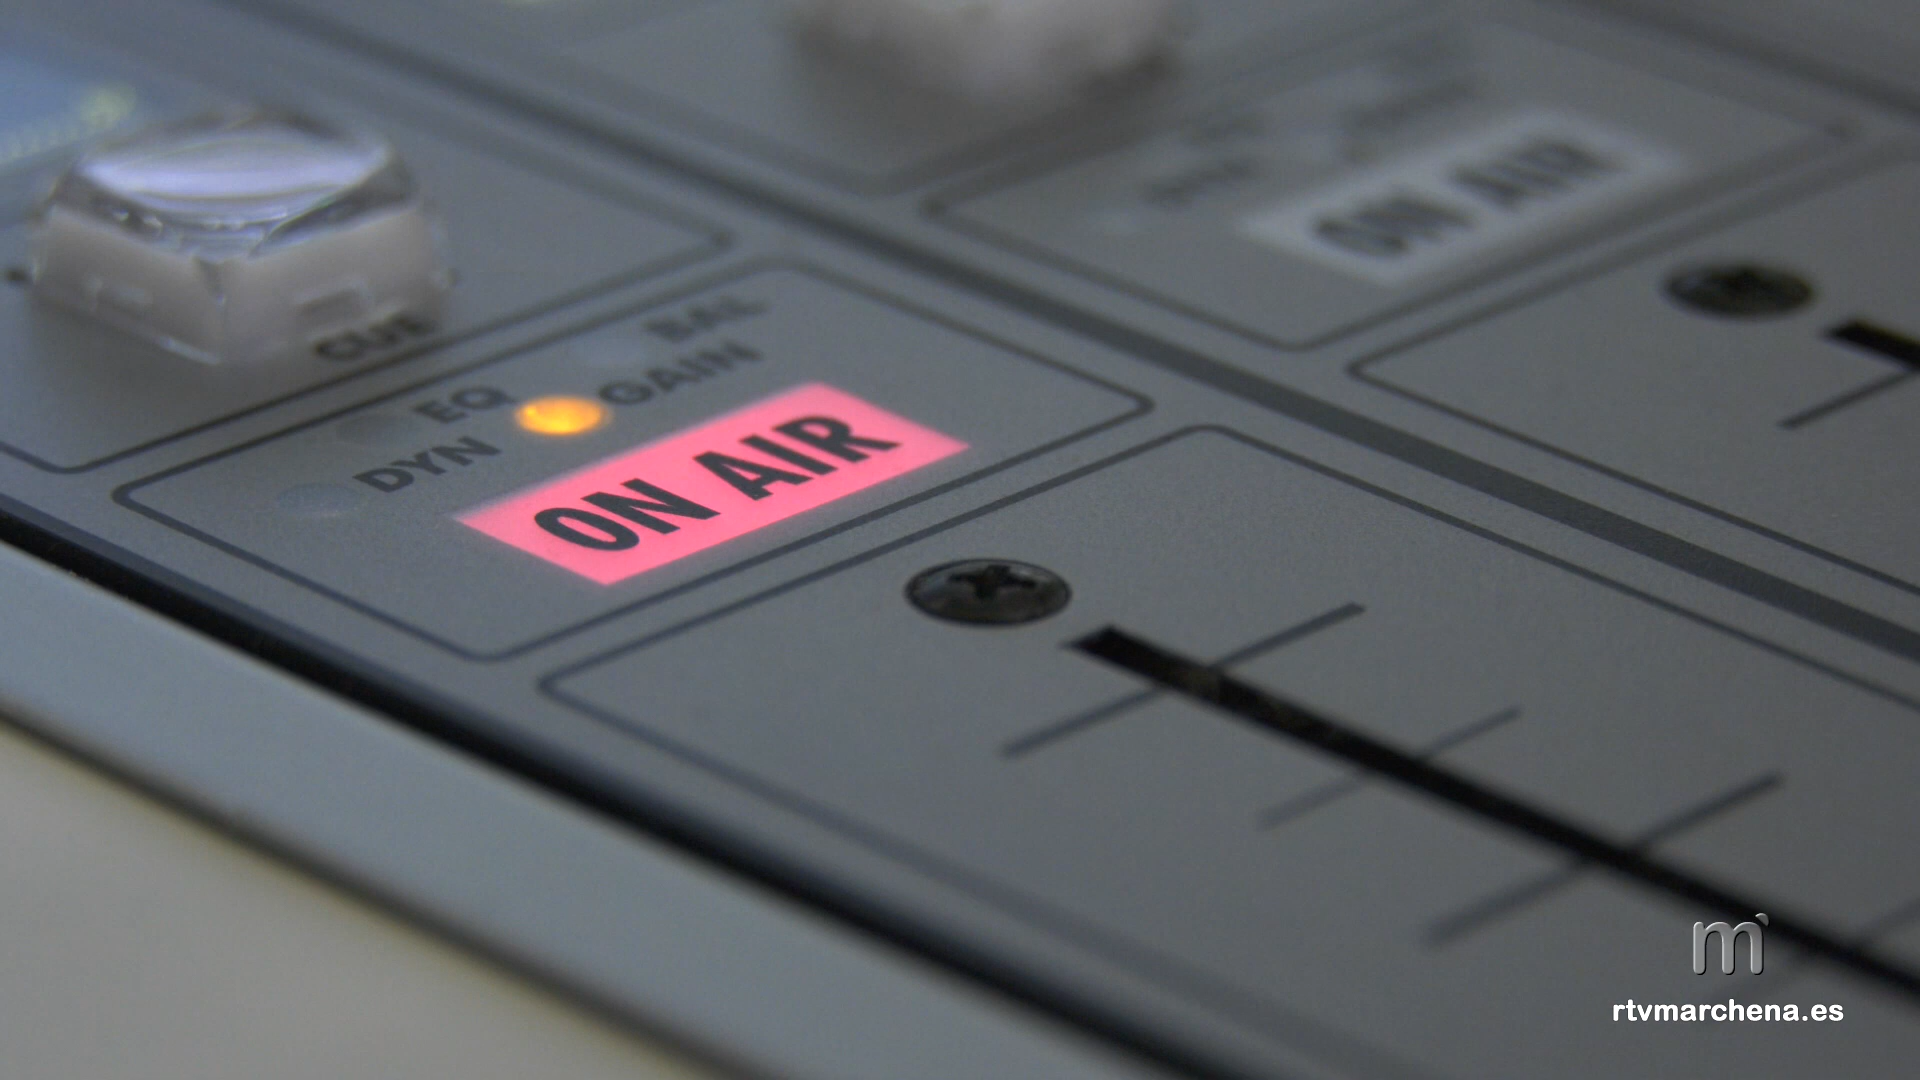 ON AIR
CUE
BAL
EQ
GAIN
DYN
ON AIR
m
rtvmarchena.es